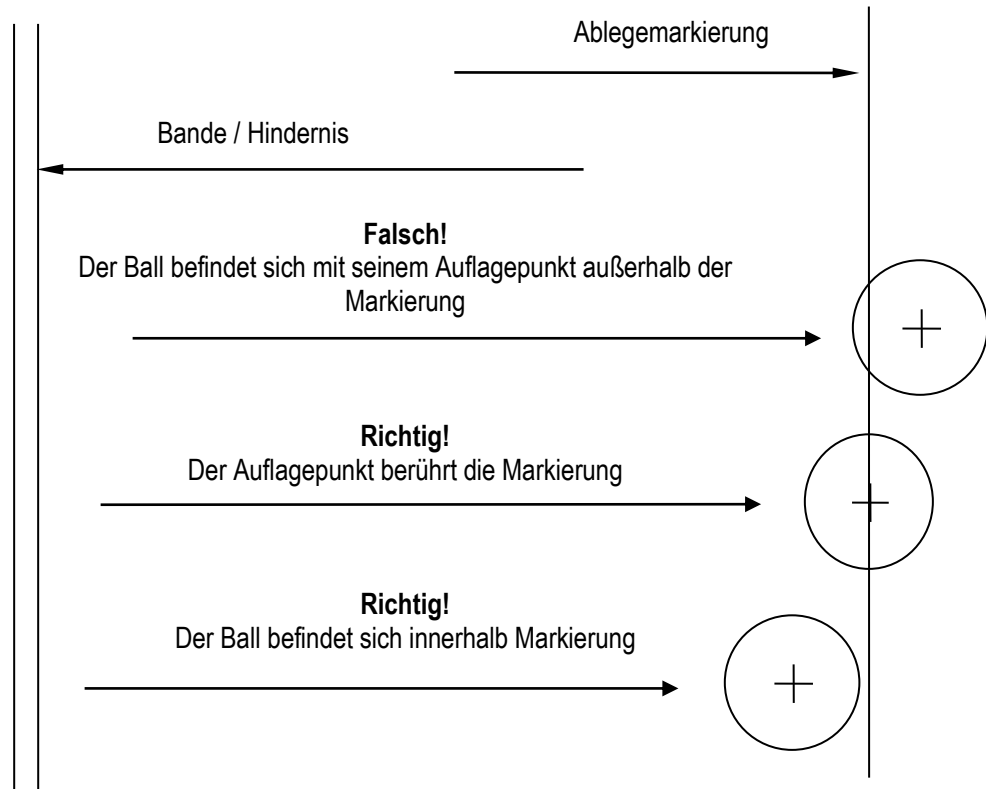 Ablegemarkierung
Bande / Hindernis
Falsch!
Der Ball befindet sich mit seinem Auflagepunkt außerhalb der
Markierung
Richtig!
Der Auflagepunkt berührt die Markierung
Richtig!
Der Ball befindet sich innerhalb Markierung